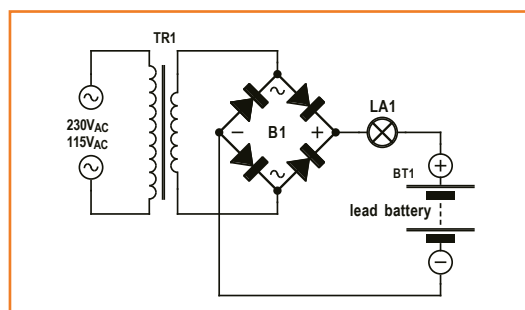 TR1
230VAC
115VAC
B1
LA1
BT1
lead battery